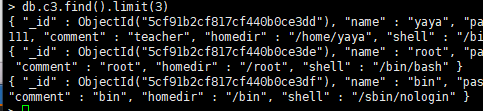 > db.c3.find().limit(3)
{ "_id" : ObjectId("5cf91b2cf817cf440b0ce3dd"), "name" : "yaya", "pa
111, "comment" : "teacher", "homedir" : "/home/yaya", "shell" : "/bi
{ "_id" : ObjectId("5cf91b2cf817cf440b0ce3de"), "name" : "root", "pa
"comment" : "root", "homedir" : "/root", "shell" : "/bin/bash" }
{ "_id" : ObjectId("5cf91b2cf817cf440b0ce3df"), "name" : "bin", "pas
"comment" : "bin", "homedir" : "/bin", "shell" : "/sbin/nologin" }